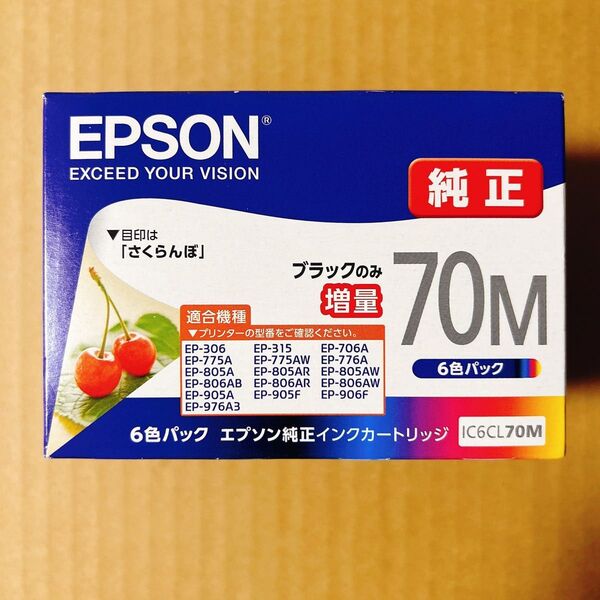 EPSON®
EXCEED YOUR VISION
純正
▼目印は
「さくらんぼ」
ブラックのみ
増量
70M
6色パック
適合機種
▼プリンターの型番をご確認ください。
EP-306 EP-315 EP-706A
EP-775A EP-775AW EP-776A
EP-805A EP-805AR EP-805AW
EP-806AB EP-806AR EP-806AW
EP-905A EP-905F EP-906F
EP-976A3
6色パック エプソン純正インクカートリッジ
IC6CL70M